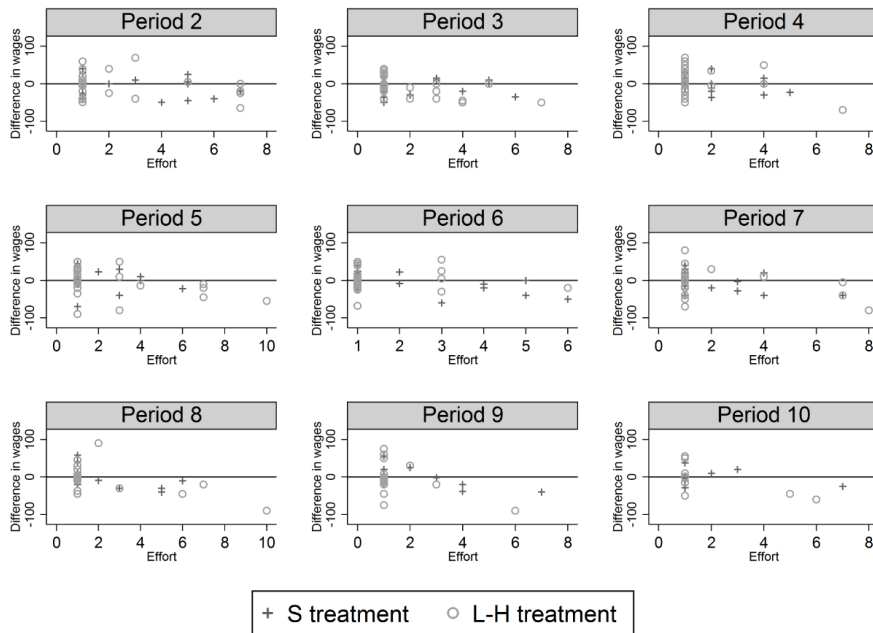 Period 2
Period 3
Period 4
Difference in wages
-100 0 100
0 2 4 6 8
Effort
Difference in wages
-100 0 100
0 2 4 6 8
Effort
Difference in wages
-100 0 100
0 2 4 6 8
Effort
Period 5
Period 6
Period 7
Difference in wages
-100 0 100
0 2 4 6 8 10
Effort
Difference in wages
-100 0 100
1 2 3 4 5 6
Effort
Difference in wages
-100 0 100
0 2 4 6 8
Effort
Period 8
Period 9
Period 10
Difference in wages
-100 0 100
0 2 4 6 8 10
Effort
Difference in wages
-100 0 100
0 2 4 6 8
Effort
Difference in wages
-100 0 100
0 2 4 6 8
Effort
S treatment
L-H treatment